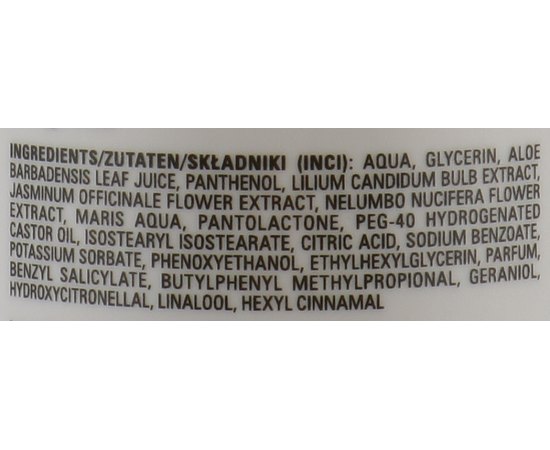 INGREDIENTS/ZUTATEN/SKŁADNIKI (INCI): AQUA, GLYCERIN, ALOE
BARBADENSIS LEAF JUICE, PANTHENOL, LILIUM CANDIDUM BULB EXTRACT,
JASMINUM OFFICINALE FLOWER EXTRACT, NELUMBO NUCIFERA FLOWER
EXTRACT, MARIS AQUA, PANTOLACTONE, PEG-40 HYDROGENATED
CASTOR OIL, ISOSTEARYL ISOSTEARATE, CITRIC ACID, SODIUM BENZOATE,
POTASSIUM SORBATE, PHENOXYETHANOL, ETHYLHEXYLGLYCERIN, PARFUM,
BENZYL SALICYLATE, BUTYLPHENYL METHYLPROPIONAL, GERANIOL,
HYDROXYCITRONELLAL, LINALOOL, HEXYL CINNAMAL